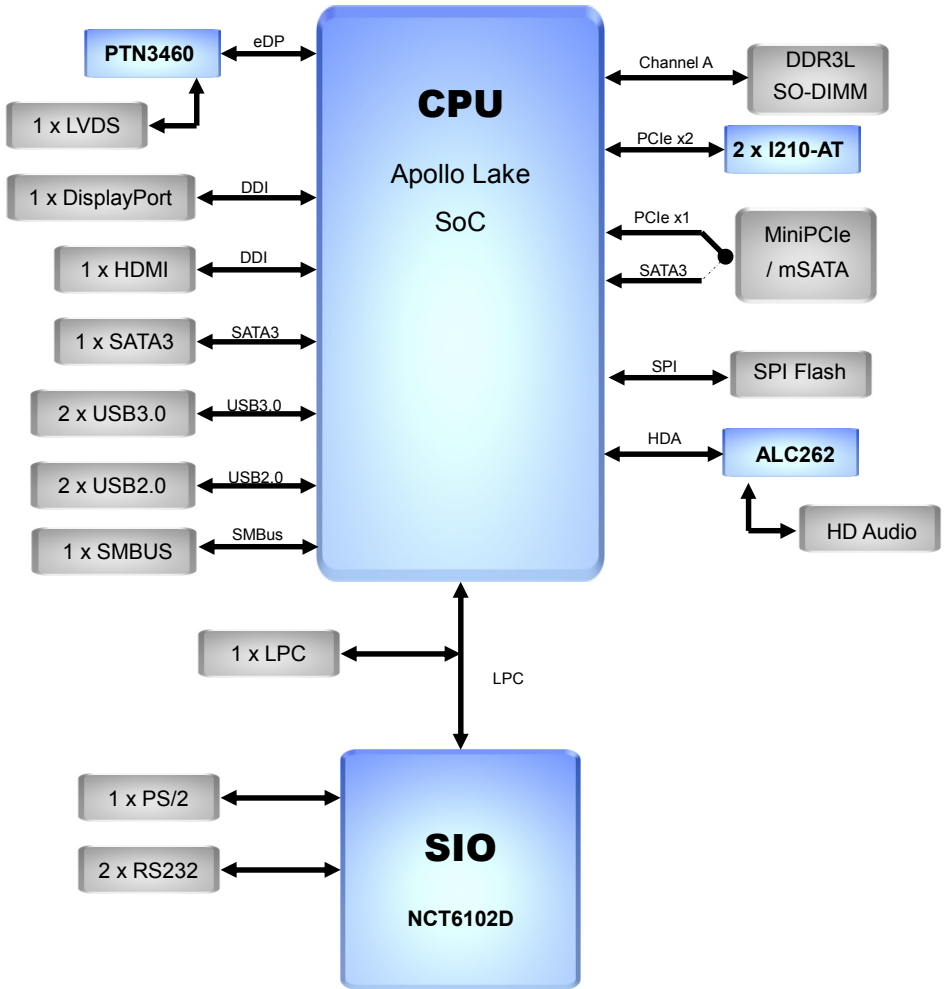 PTN3460
eDP
1 x LVDS
1 x DisplayPort
DDI
1 x HDMI
DDI
1 x SATA3
SATA3
2 x USB3.0
USB3.0
2 x USB2.0
USB2.0
1 x SMBUS
SMBus
CPU
Apollo Lake
SoC
Channel A
DDR3L
SO-DIMM
PCIe x2
2 x I210-AT
PCIe x1
SATA3
MiniPCIe
/ mSATA
SPI
SPI Flash
HDA
ALC262
HD Audio
1 x LPC
LPC
1 x PS/2
2 x RS232
SIO
NCT6102D